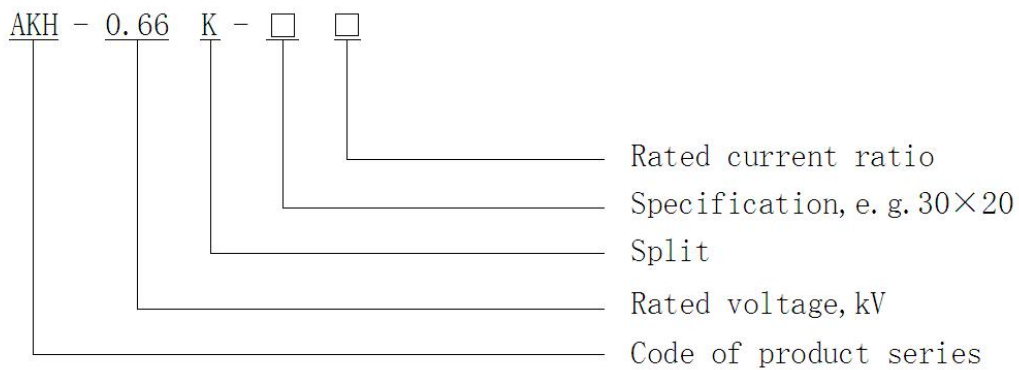 AKH - 0.66 K - □ □
Rated current ratio
Specification,e.g.30×20
Split
Rated voltage,kV
Code of product series